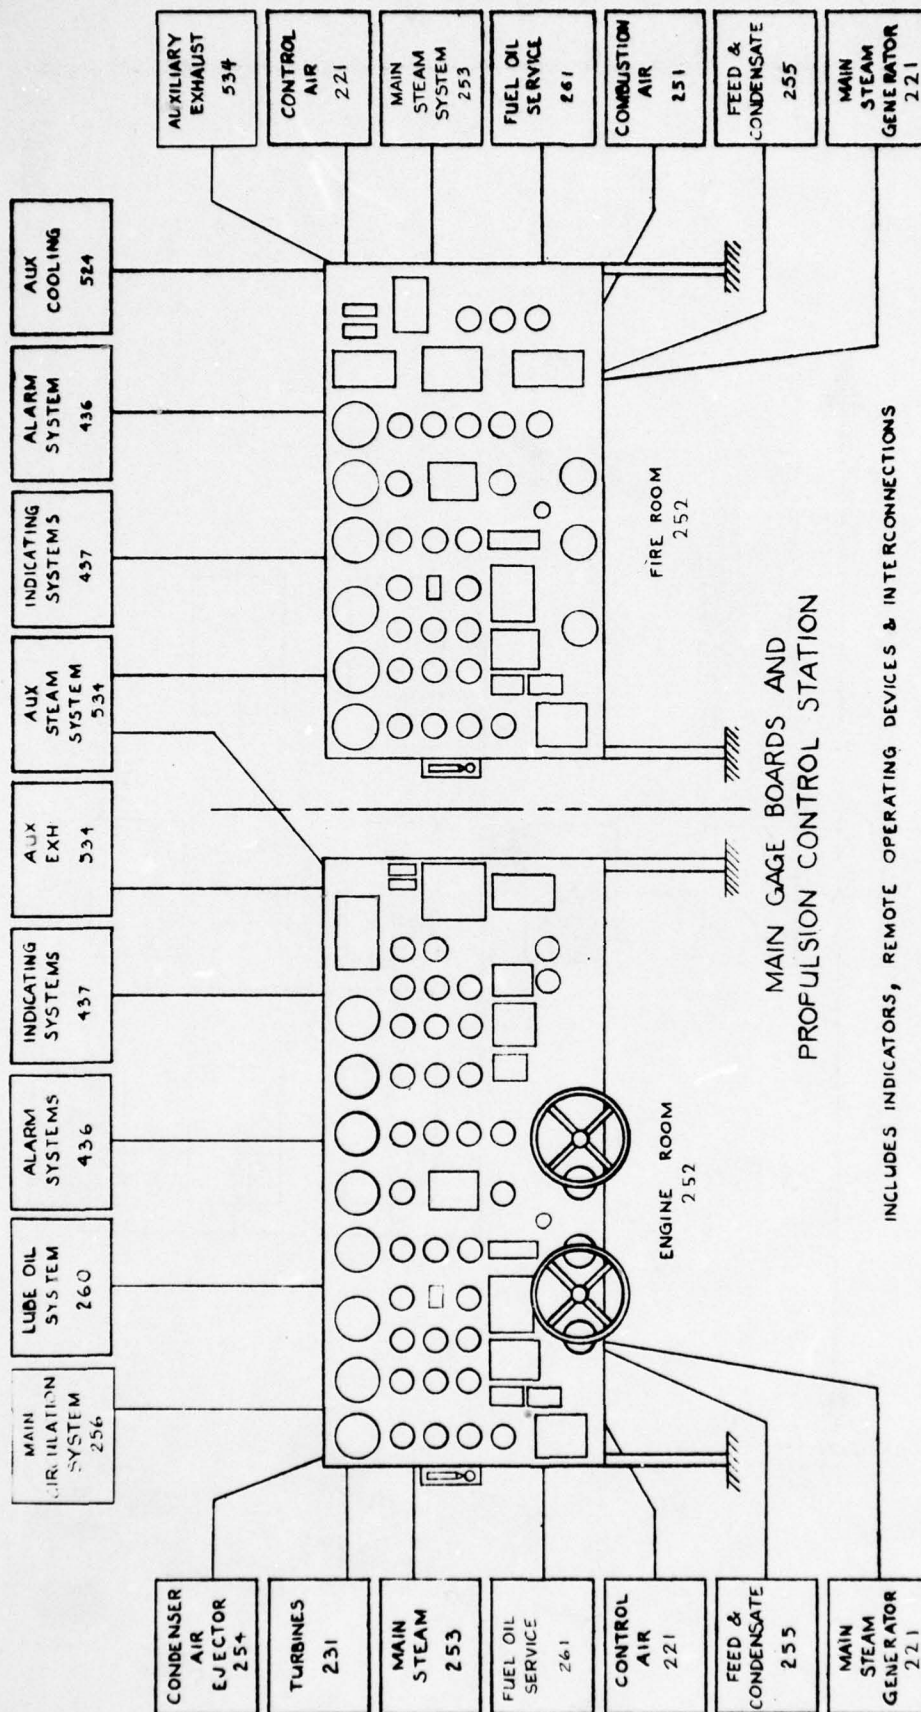 MAIN
CIRCULATION
SYSTEM
256
LUBE OIL
SYSTEM
260
ALARM
SYSTEMS
436
INDICATING
SYSTEMS
437
AUX
EXH
534
AUX
STEAM
SYSTEM
534
INDICATING
SYSTEMS
437
ALARM
SYSTEM
436
AUX
COOLING
524
CONDENSER
AIR
EJECTOR
254
TURBINES
231
MAIN
STEAM
253
FUEL OIL
SERVICE
261
CONTROL
AIR
221
FEED &
CONDENSATE
255
MAIN
STEAM
GENERATOR
221
AUXILIARY
EXHAUST
534
CONTROL
AIR
221
MAIN
STEAM
SYSTEM
253
FUEL OIL
SERVICE
261
COMBUSTION
AIR
251
FEED &
CONDENSATE
255
MAIN
STEAM
GENERATOR
221
ENGINE ROOM
252
FIRE ROOM
252
MAIN GAGE BOARDS AND
PROPULSION CONTROL STATION
INCLUDES INDICATORS, REMOTE OPERATING DEVICES & INTERCONNECTIONS